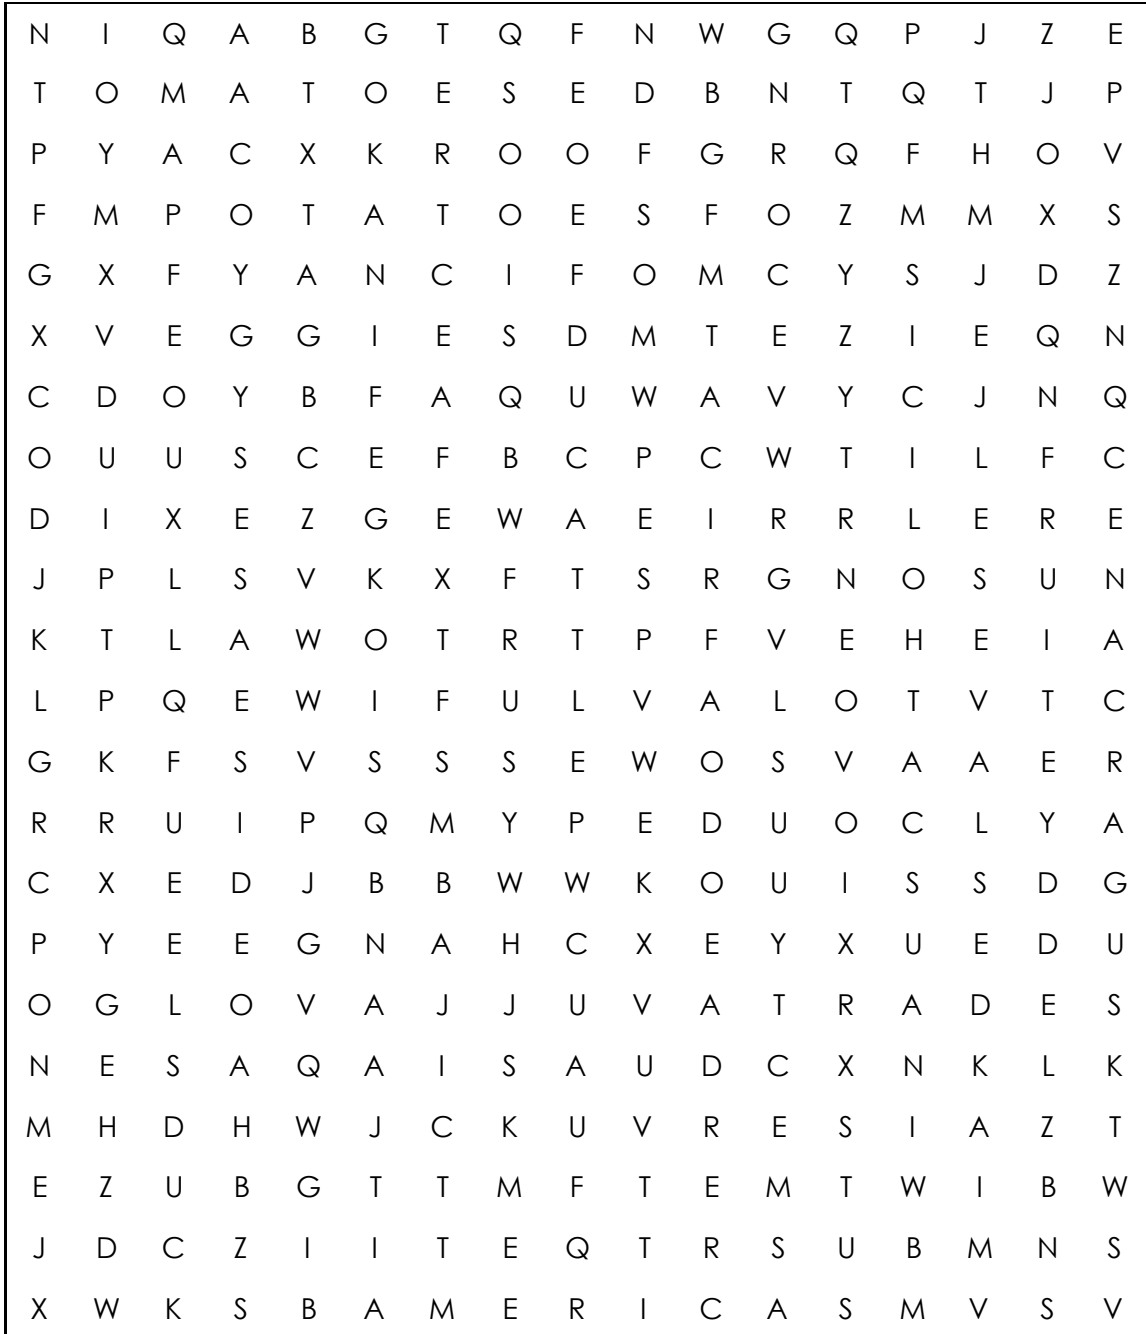 N I Q A B G T Q F N W G Q P J Z E
T O M A T O E S E D B N T Q T J P
P Y A C X K R O O F G R Q F H O V
F M P O T A T O E S F O Z M M X S
G X F Y A N C I F O M C Y S J D Z
X V E G G I E S D M T E Z I E Q N
C D O Y B F A Q U W A V Y C J N Q
O U U S C E F B C P C W T I L F C
D I X E Z G E W A E I R R L E R E
J P L S V K X F T S R G N O S U N
K T L A W O T R T P F V E H E I A
L P Q E W I F U L V A L O T V T C
G K F S V S S S E W O S V A A E R
R R U I P Q M Y P E D U O C L Y A
C X E D J B B W W K O U I S S D G
P Y E E G N A H C X E Y X U E D U
O G L O V A J J U V A T R A D E S
N E S A Q A I S A U D C X N K L K
M H D H W J C K U V R E S I A Z T
E Z U B G T T M F T E M T W I B W
J D C Z I I T E Q T R S U B M N S
X W K S B A M E R I C A S M V S V